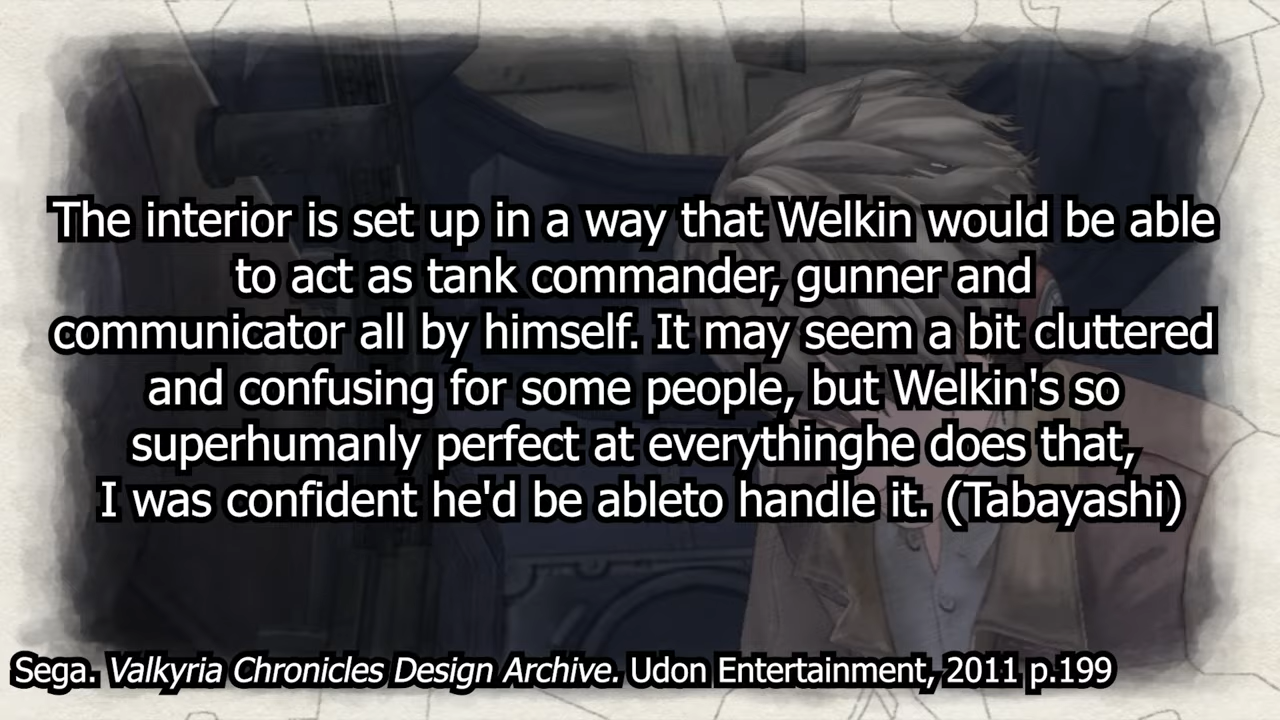 The interior is set up in a way that Welkin would be able
to act as tank commander, gunner and
communicator all by himself. It may seem a bit cluttered
and confusing for some people, but Welkin's so
superhumanly perfect at everythinghe does that,
I was confident he'd be ableto handle it. (Tabayashi)
Sega. Valkyria Chronicles Design Archive. Udon Entertainment, 2011 p.199